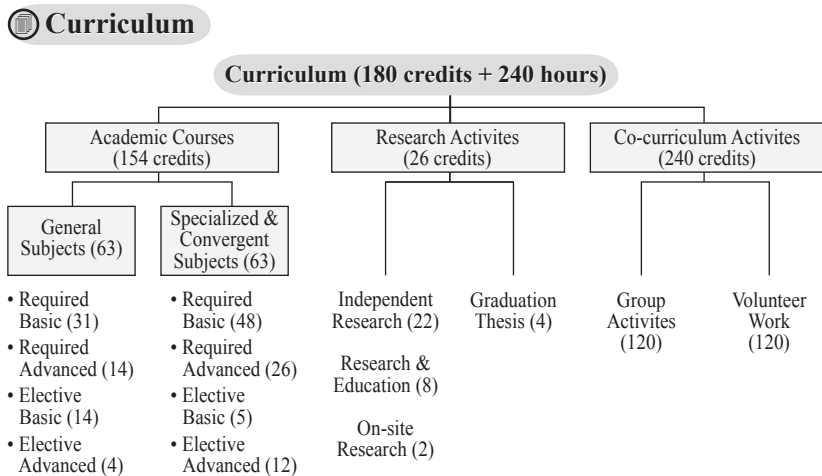 Curriculum
Curriculum (180 credits + 240 hours)
Academic Courses
(154 credits)
Research Activites
(26 credits)
Co-curriculum Activites
(240 credits)
General
Subjects (63)
Specialized &
Convergent
Subjects (63)
• Required
Basic (31)
• Required
Advanced (14)
• Elective
Basic (14)
• Elective
Advanced (4)
• Required
Basic (48)
• Required
Advanced (26)
• Elective
Basic (5)
• Elective
Advanced (12)
Independent
Research (22)
Research &
Education (8)
On-site
Research (2)
Graduation
Thesis (4)
Group
Activites
(120)
Volunteer
Work
(120)